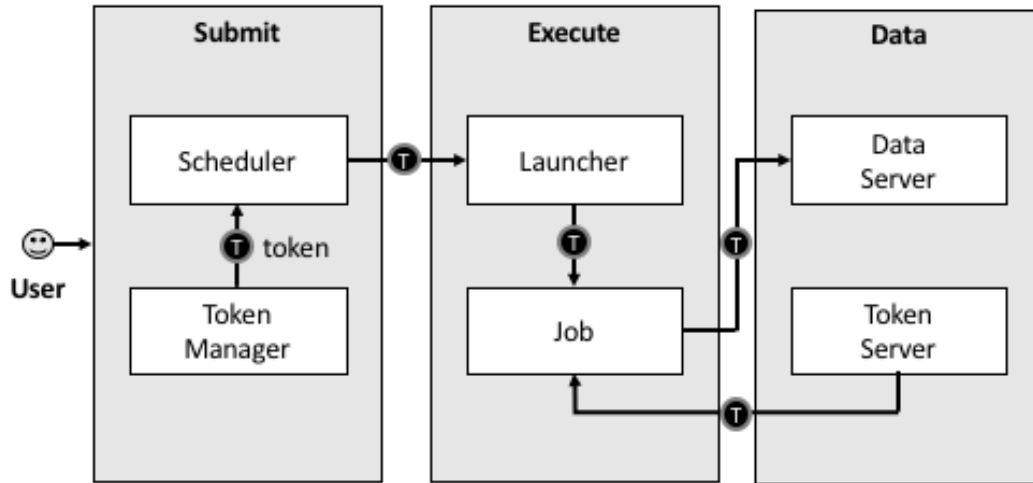 Submit
Execute
Data
Scheduler
T
Launcher
Data
Server
T
token
T
T
User
Token
Manager
Job
Token
Server
T